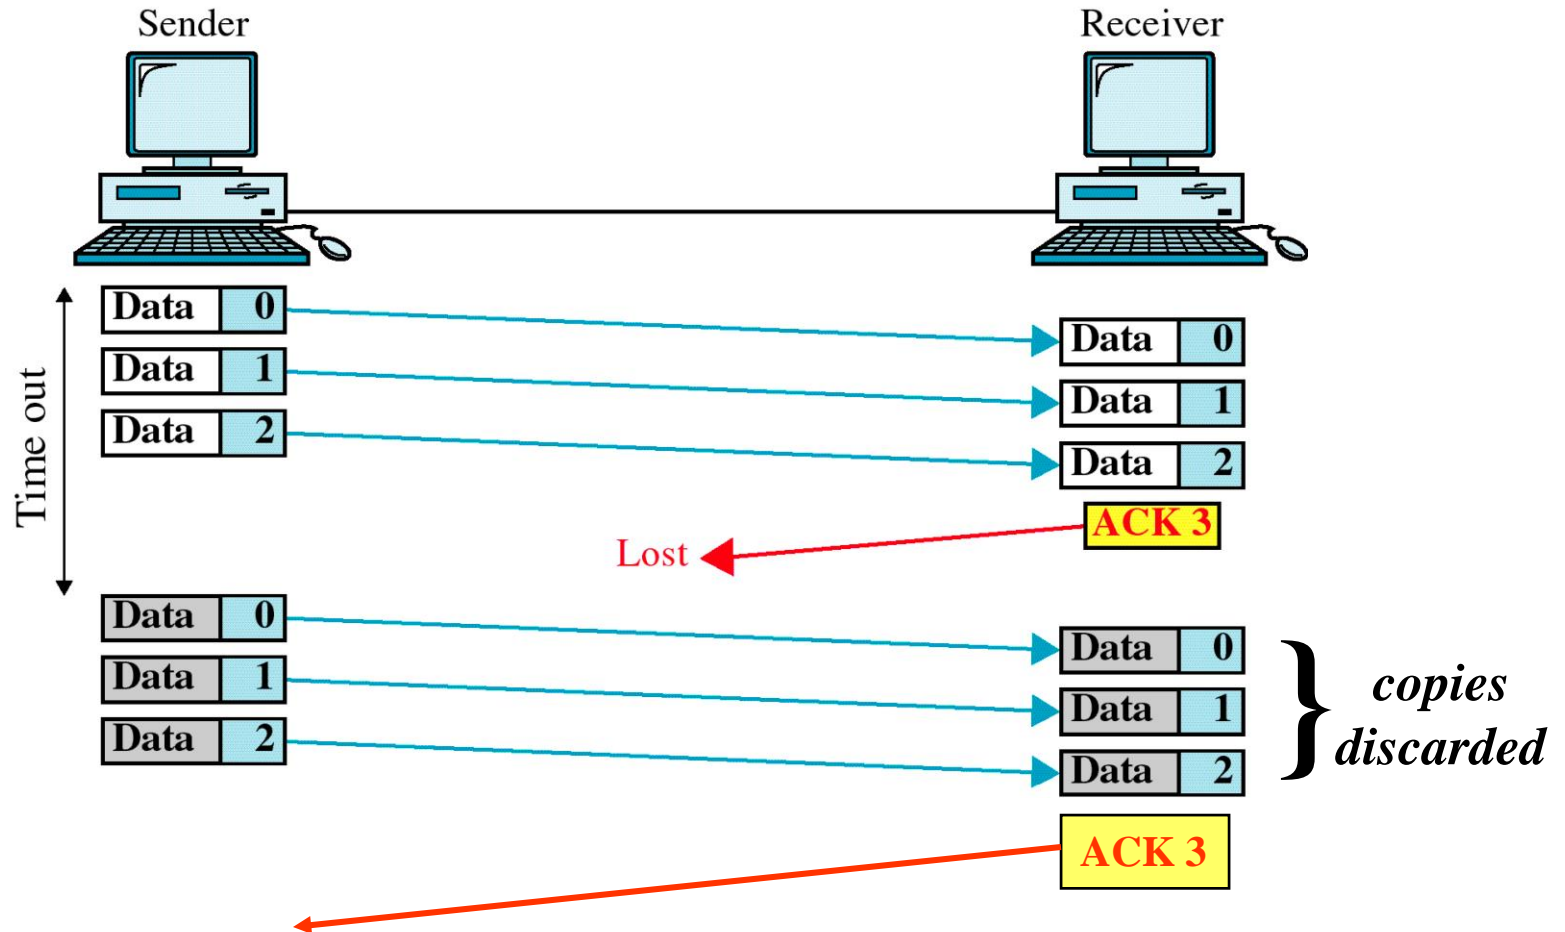 Sender Receiver
Data 0
Data 0
Data 1
Data 1
Data 2
Data 2
Time out
ACK 3
Lost
Data 0
Data 0
Data 1
Data 1
Data 2
Data 2
copies
discarded
ACK 3